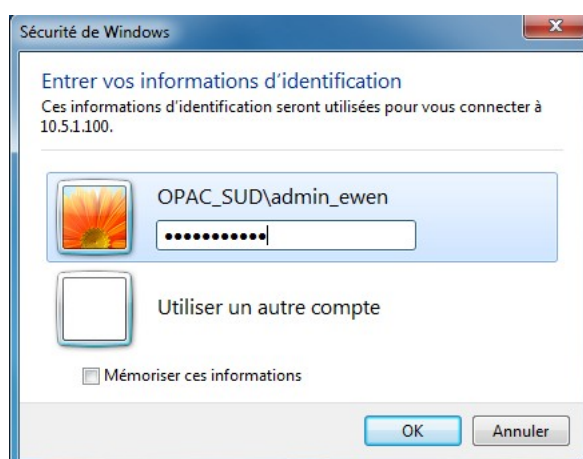 Sécurité de Windows
Entrer vos informations d'identification
Ces informations d'identification seront utilisées pour vous connecter à
10.5.1.100.
OPAC_SUD\admin_ewen
•••••••••••
Utiliser un autre compte
Mémoriser ces informations
OK Annuler